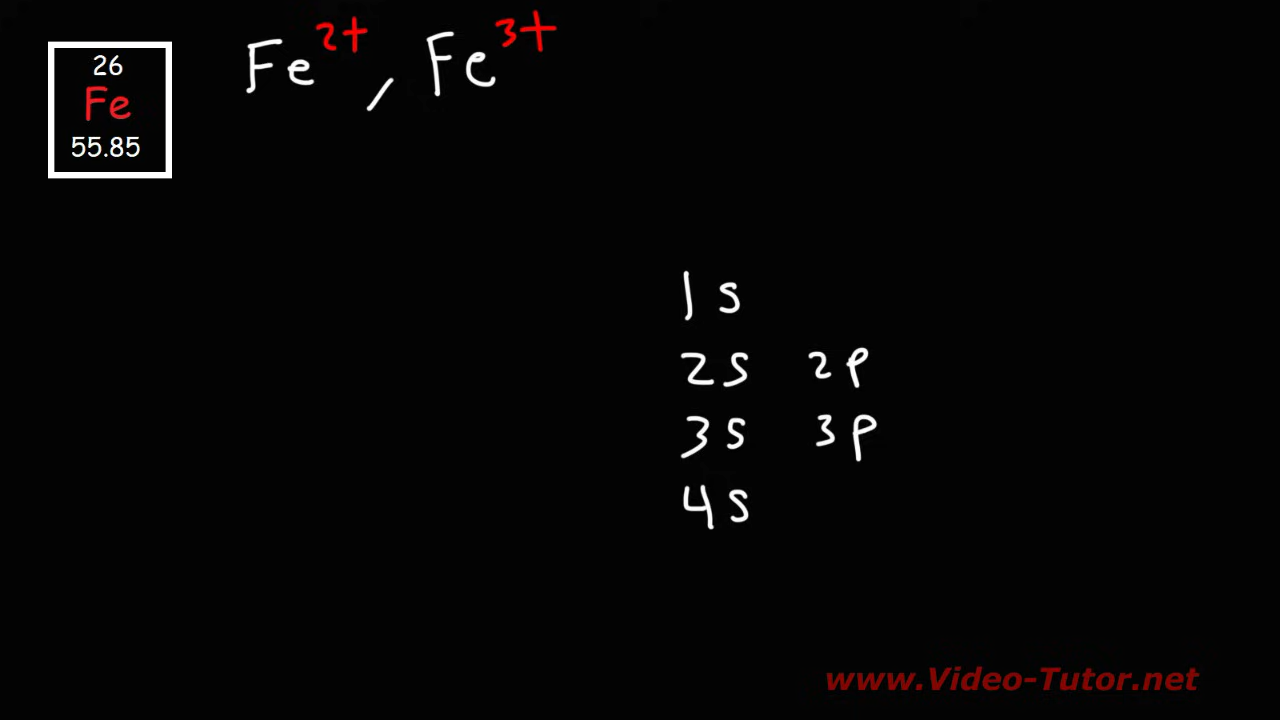 26
Fe
55.85
Fe²⁺, Fe³⁺
1s
2s 2p
3s 3p
4s
www.Video-Tutor.net